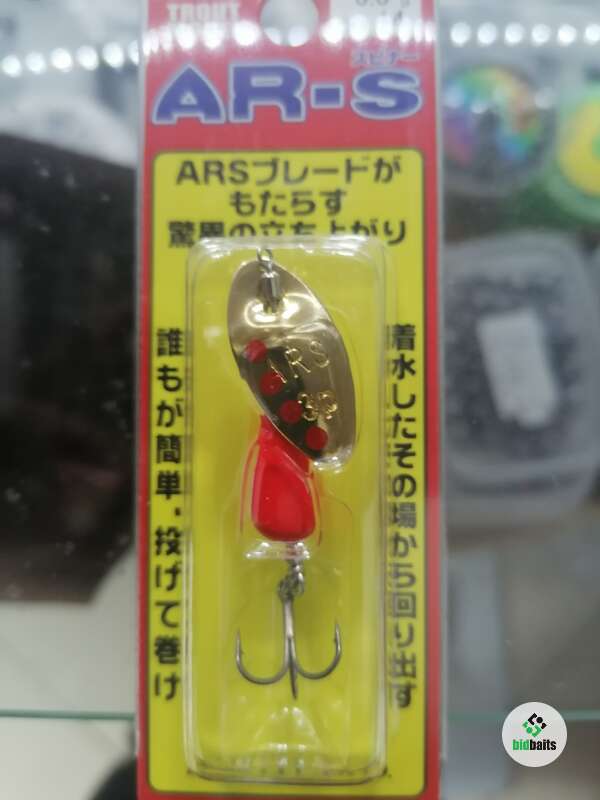 TROUT
スピナー
AR-S
ARSブレードが
もたらす
驚異の立ち上がり
着水したその場から回り出す
誰もが簡単、投げて巻け
ARS
bidbaits